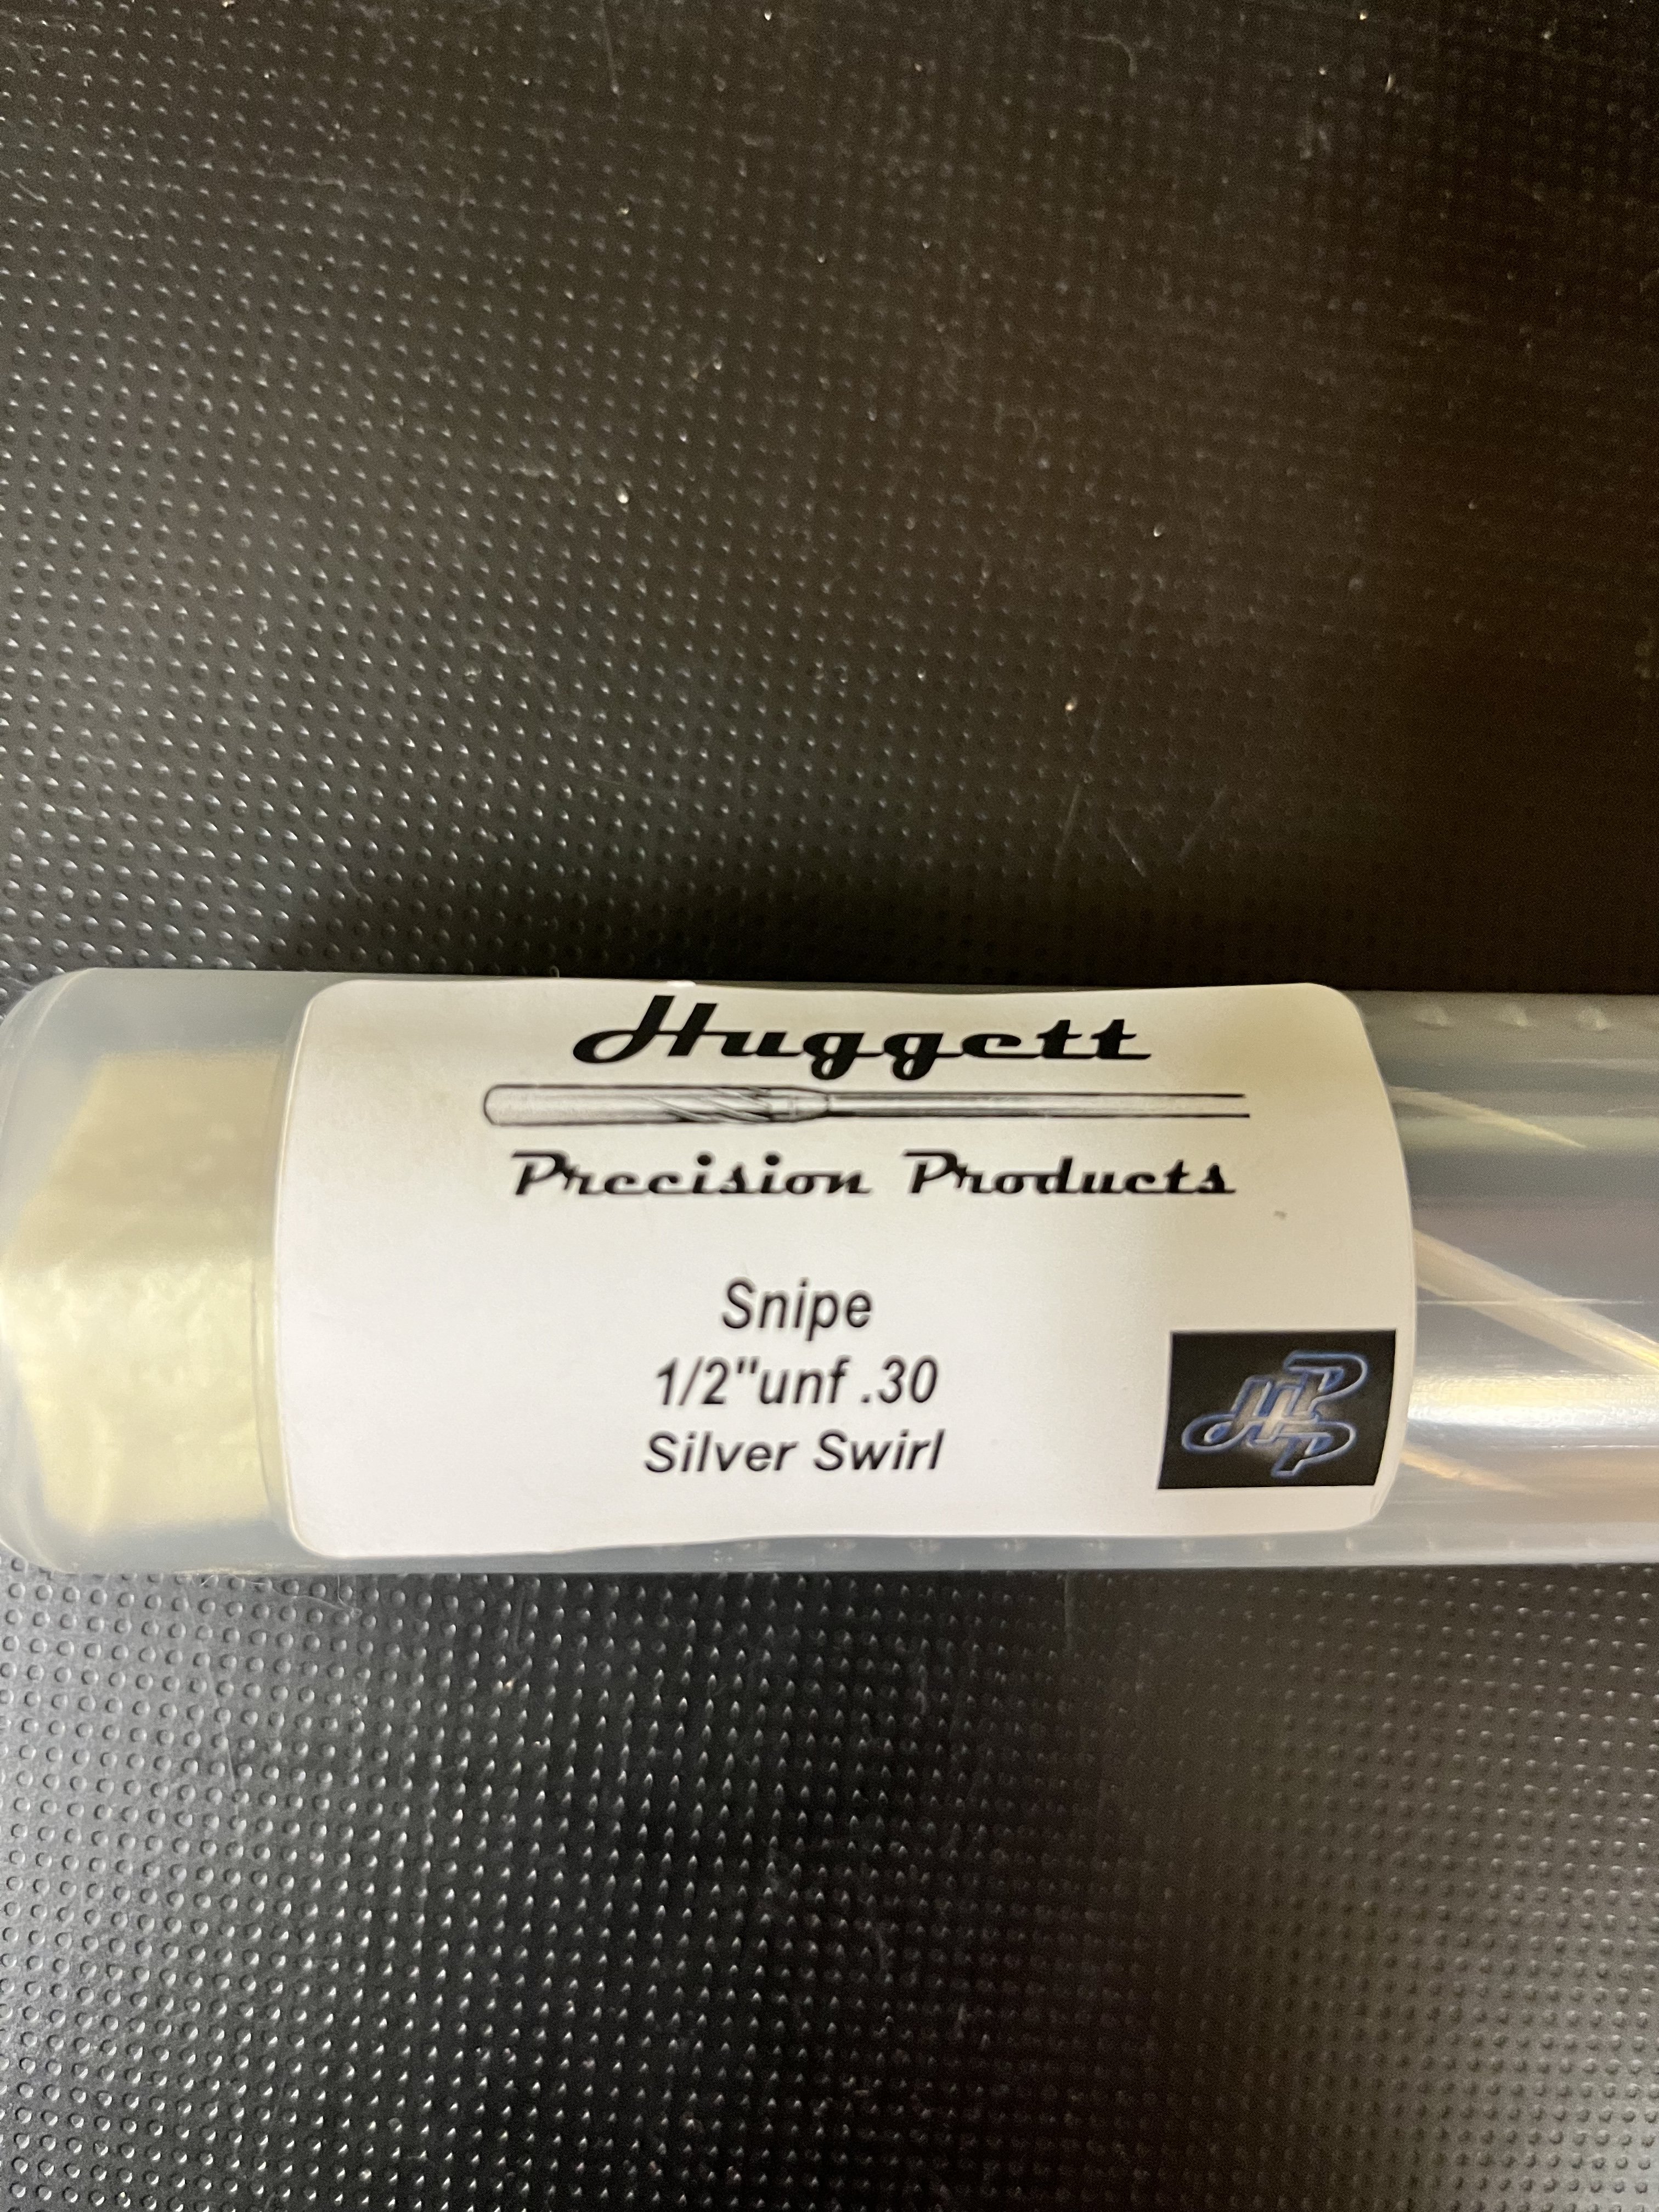 Huggett
Precision Products
Snipe
1/2"unf .30
Silver Swirl
HPP